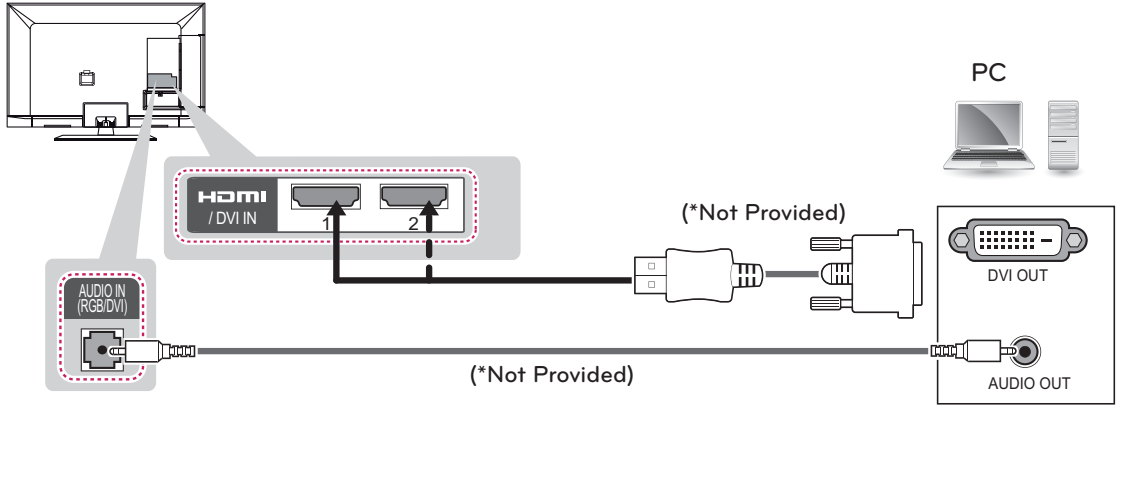 PC
HDMI
/ DVI IN
1
2
(*Not Provided)
DVI OUT
AUDIO IN
(RGB/DVI)
(*Not Provided)
AUDIO OUT